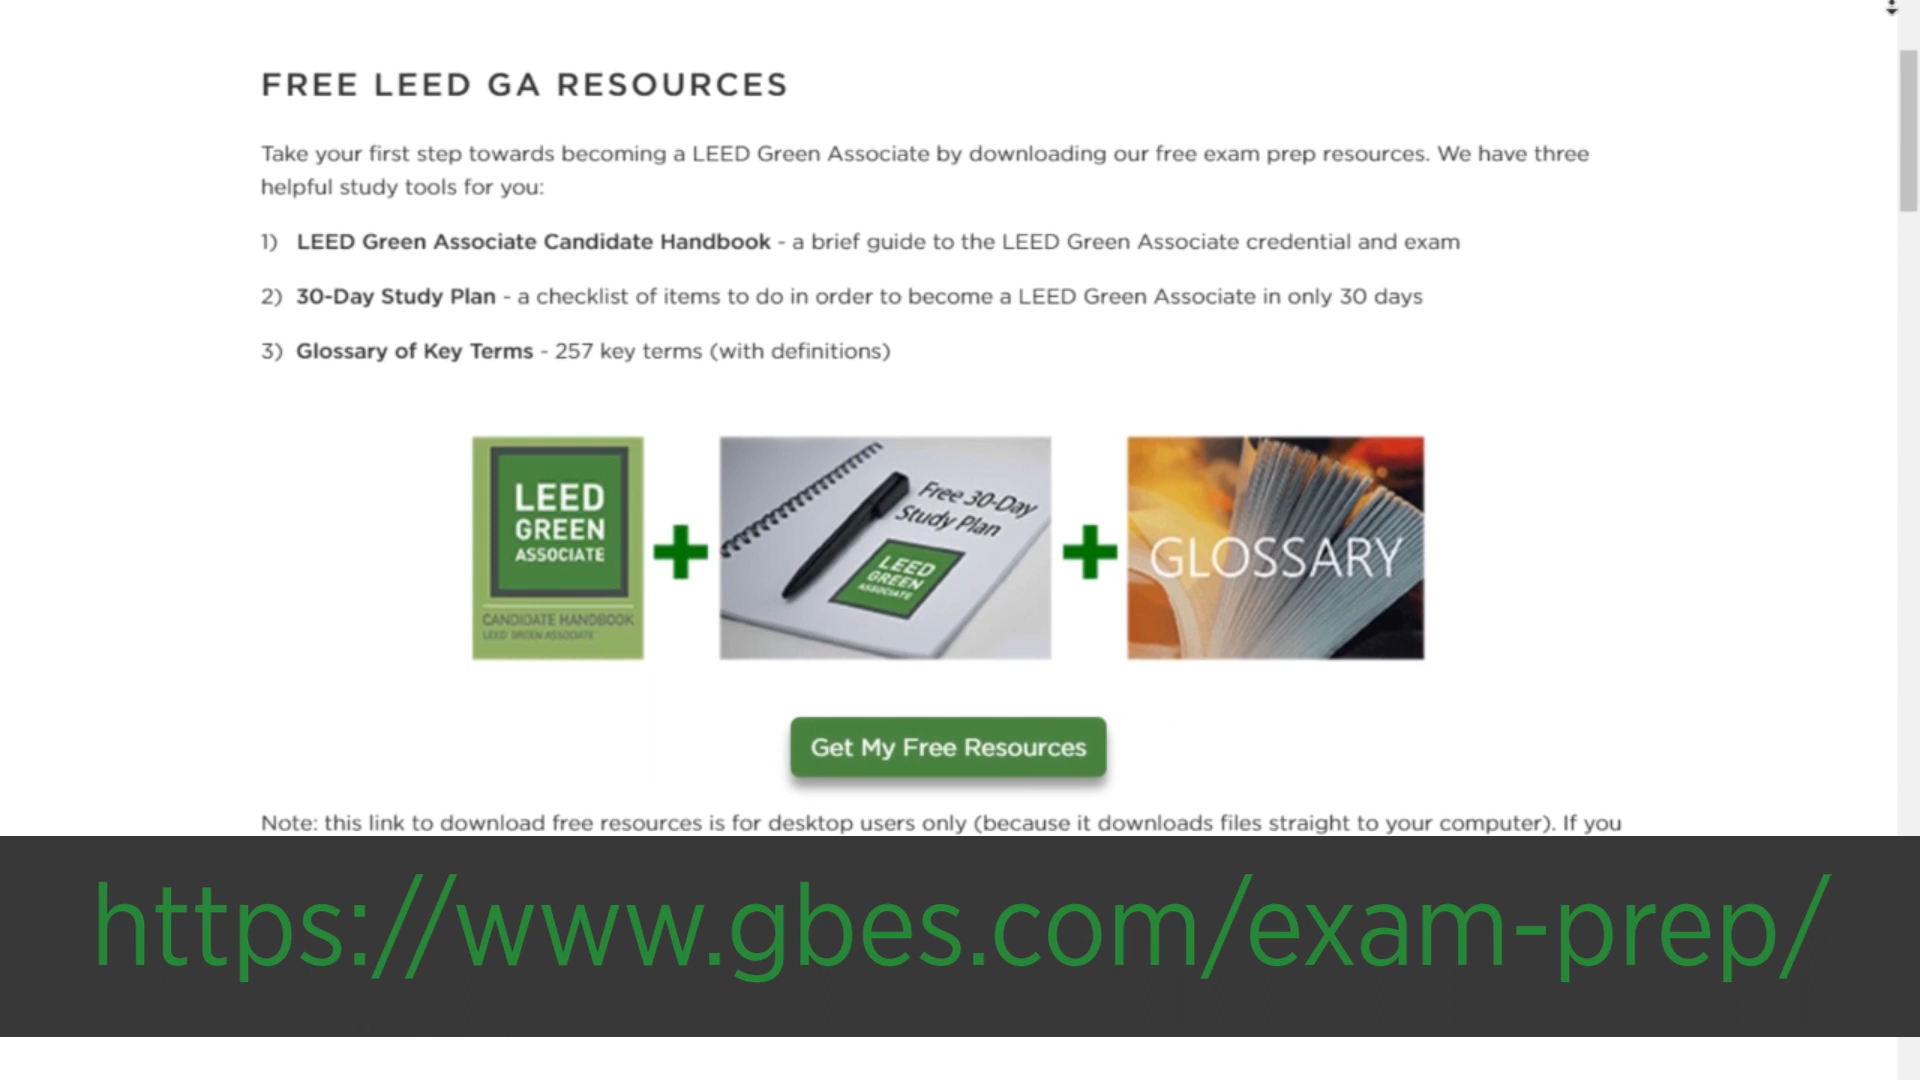 FREE LEED GA RESOURCES
Take your first step towards becoming a LEED Green Associate by downloading our free exam prep resources. We have three
helpful study tools for you:
1) LEED Green Associate Candidate Handbook - a brief guide to the LEED Green Associate credential and exam
2) 30-Day Study Plan - a checklist of items to do in order to become a LEED Green Associate in only 30 days
3) Glossary of Key Terms - 257 key terms (with definitions)
LEED
GREEN
ASSOCIATE
CANDIDATE HANDBOOK
LEED GREEN ASSOCIATE
Free 30-Day
Study Plan
LEED
GREEN
ASSOCIATE
GLOSSARY
Get My Free Resources
Note: this link to download free resources is for desktop users only (because it downloads files straight to your computer). If you
https://www.gbes.com/exam-prep/